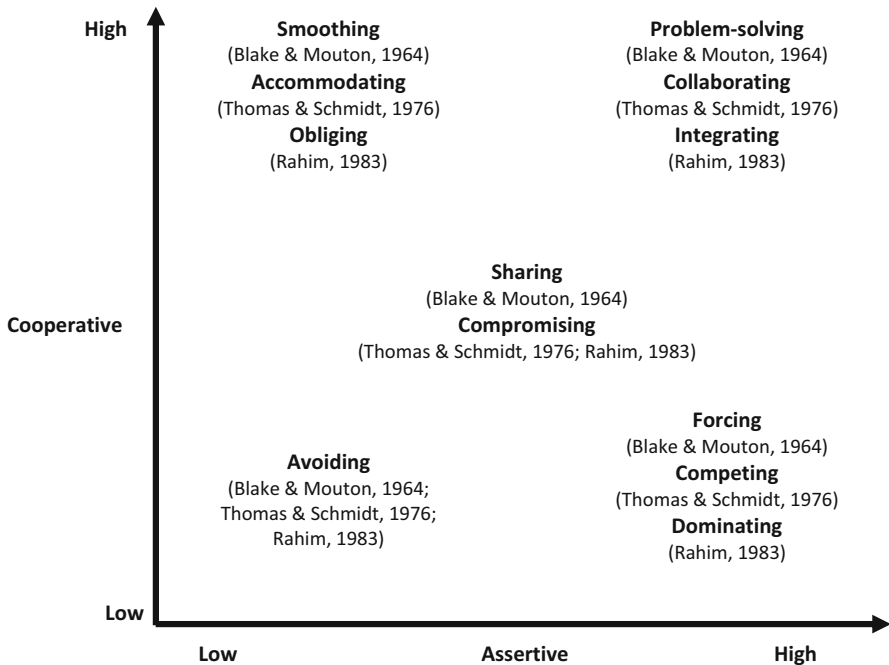 High
Smoothing
(Blake & Mouton, 1964)
Accommodating
(Thomas & Schmidt, 1976)
Obliging
(Rahim, 1983)
Problem-solving
(Blake & Mouton, 1964)
Collaborating
(Thomas & Schmidt, 1976)
Integrating
(Rahim, 1983)
Sharing
(Blake & Mouton, 1964)
Cooperative
Compromising
(Thomas & Schmidt, 1976; Rahim, 1983)
Avoiding
(Blake & Mouton, 1964;
Thomas & Schmidt, 1976;
Rahim, 1983)
Forcing
(Blake & Mouton, 1964)
Competing
(Thomas & Schmidt, 1976)
Dominating
(Rahim, 1983)
Low
Low
Assertive
High